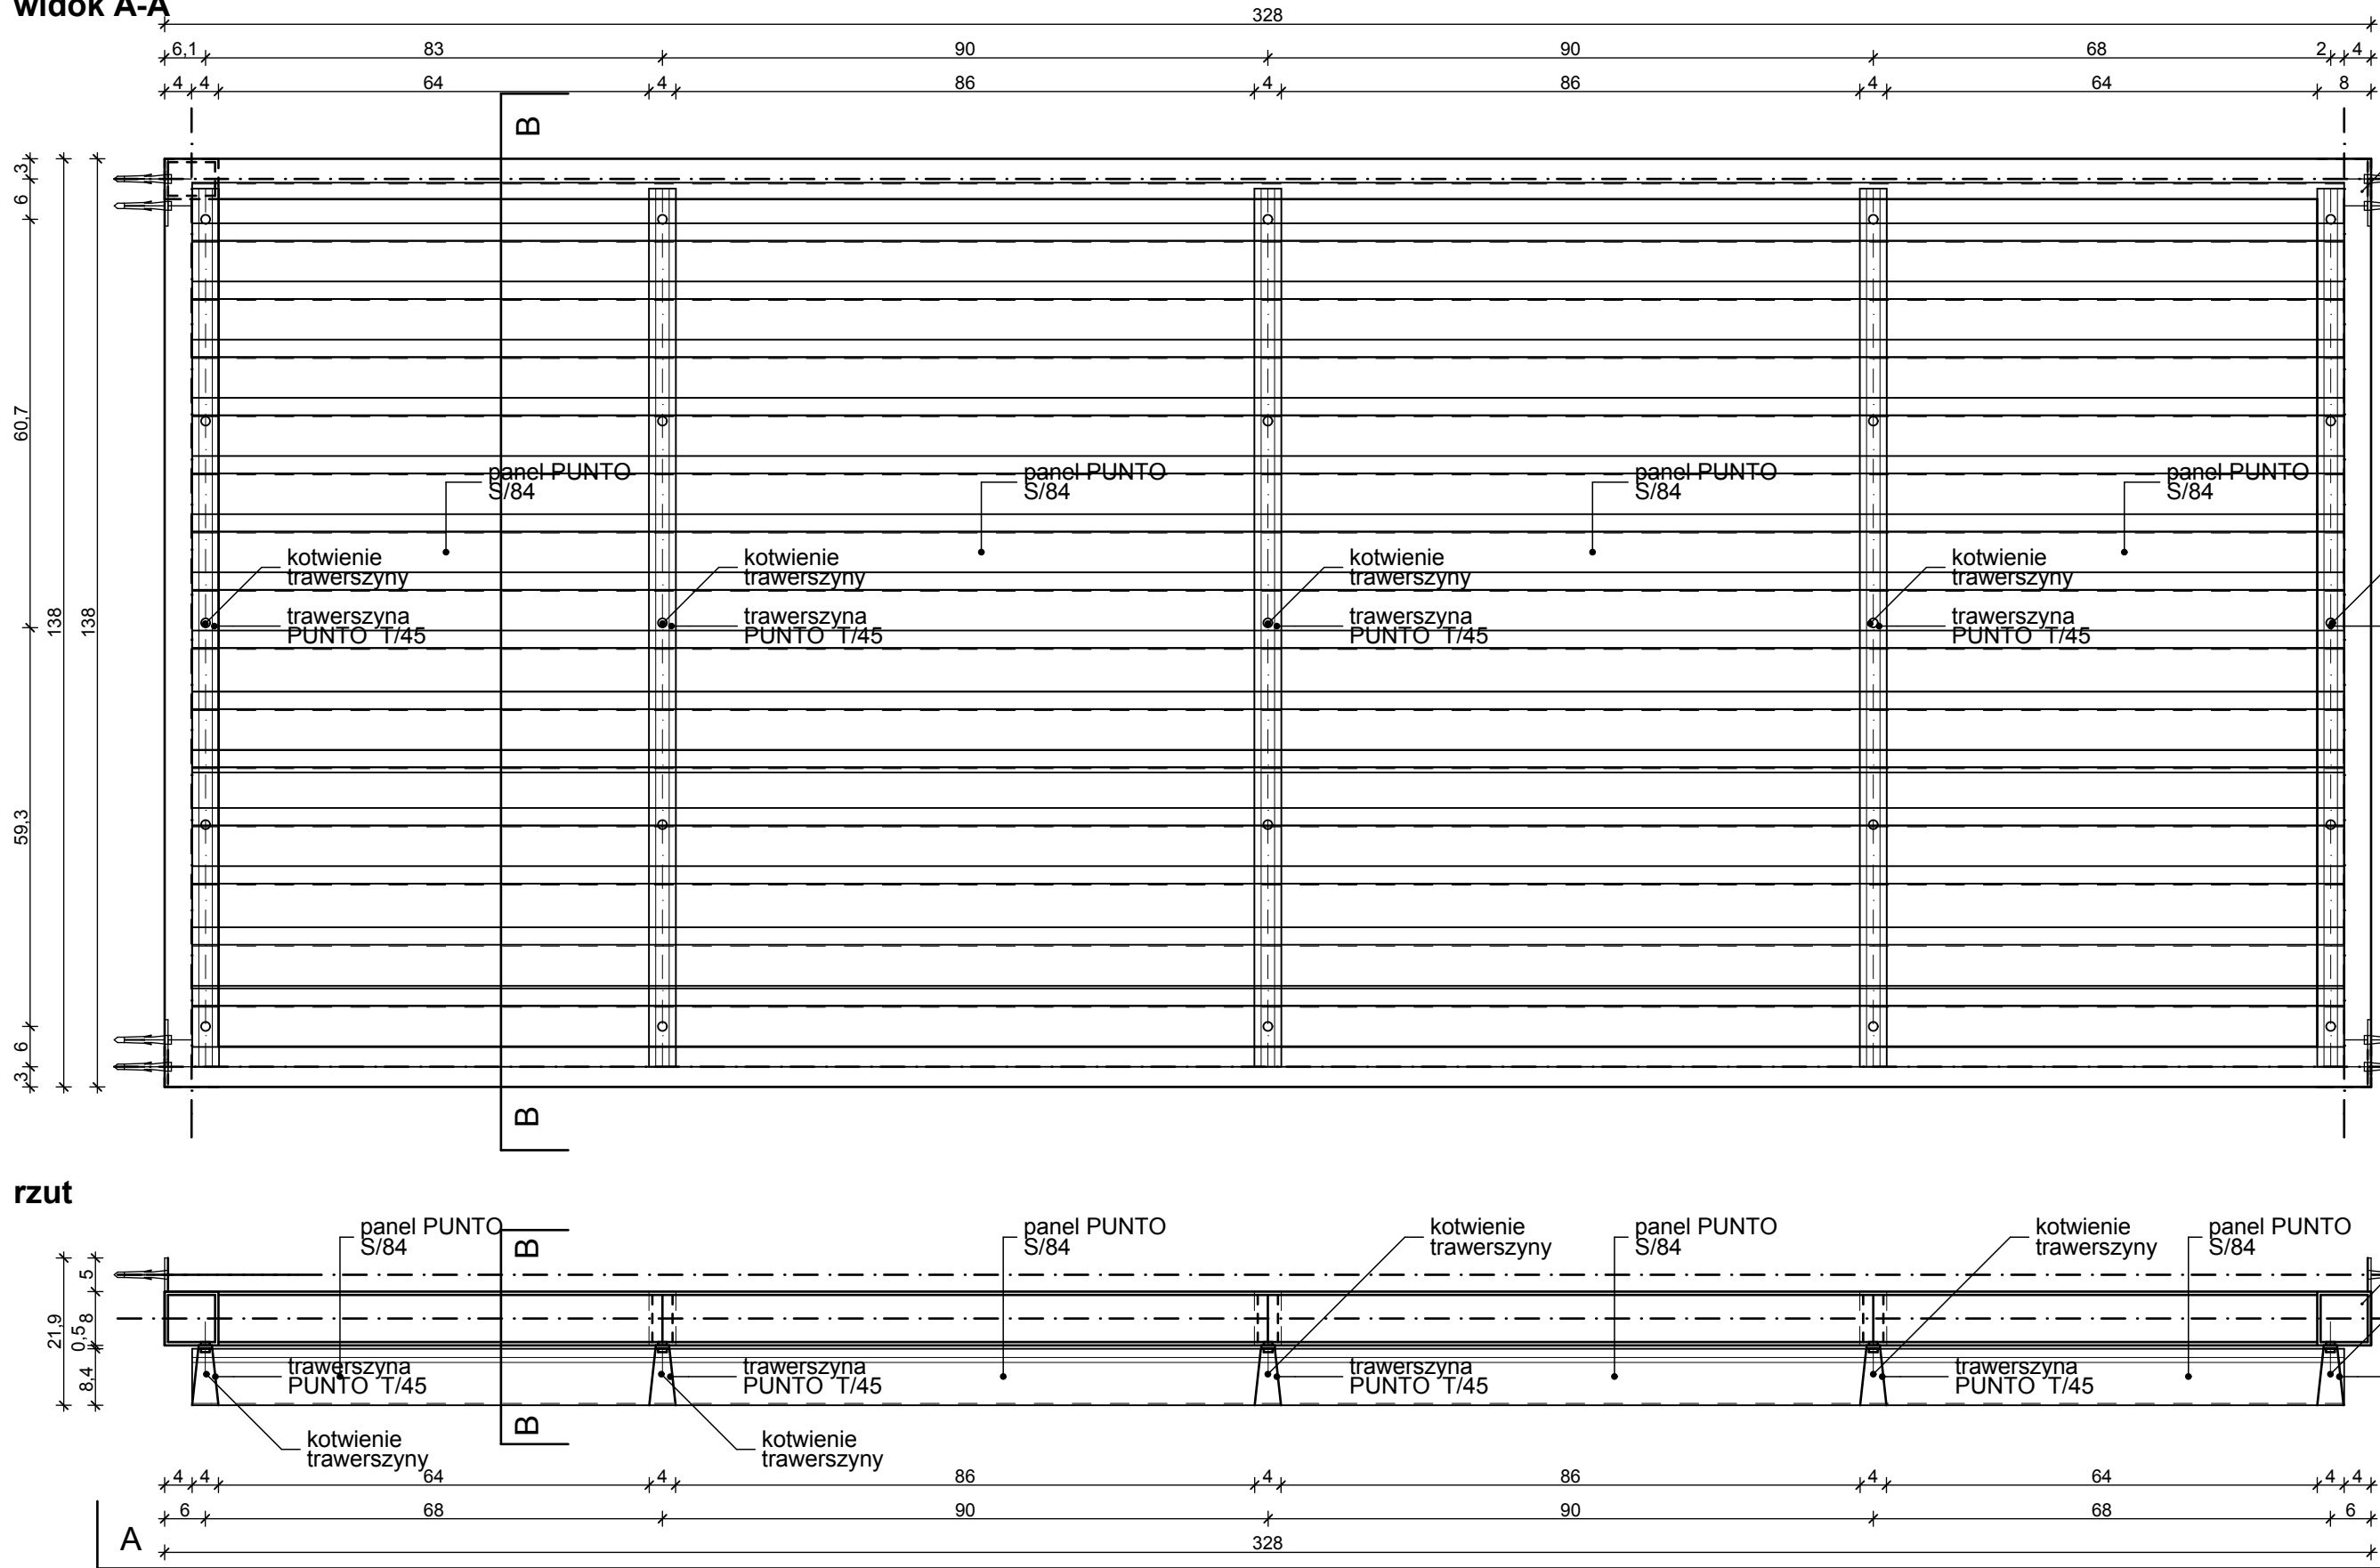 widok A-A
328
6,1 83 90 90 68 2 4
4 4 64 4 86 4 86 4 64 8
B
3
6
60,7
59,3
6
3
138
138
panel PUNTO
S/84
panel PUNTO
S/84
panel PUNTO
S/84
panel PUNTO
S/84
kotwienie
trawerszyny
kotwienie
trawerszyny
kotwienie
trawerszyny
kotwienie
trawerszyny
trawerszyna
PUNTO T/45
trawerszyna
PUNTO T/45
trawerszyna
PUNTO T/45
trawerszyna
PUNTO T/45
B
rzut
panel PUNTO
S/84
B
panel PUNTO
S/84
kotwienie
trawerszyny
panel PUNTO
S/84
kotwienie
trawerszyny
panel PUNTO
S/84
21,9
5
8
0,5
8,4
trawerszyna
PUNTO T/45
trawerszyna
PUNTO T/45
trawerszyna
PUNTO T/45
trawerszyna
PUNTO T/45
kotwienie
trawerszyny
B
kotwienie
trawerszyny
4 4 64 4 86 4 86 4 64 4 4
6 68 90 90 68 6
A
328